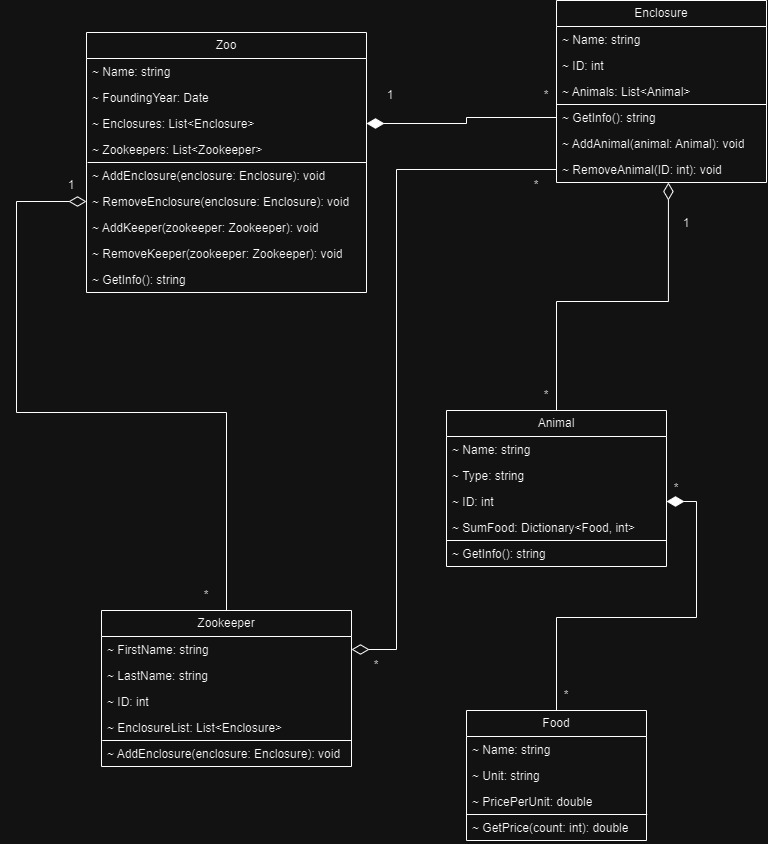 Enclosure
~ Name: string
~ ID: int
~ Animals: List<Animal>
~ GetInfo(): string
~ AddAnimal(animal: Animal): void
~ RemoveAnimal(ID: int): void
Zoo
~ Name: string
~ FoundingYear: Date
~ Enclosures: List<Enclosure>
~ Zookeepers: List<Zookeeper>
~ AddEnclosure(enclosure: Enclosure): void
~ RemoveEnclosure(enclosure: Enclosure): void
~ AddKeeper(zookeeper: Zookeeper): void
~ RemoveKeeper(zookeeper: Zookeeper): void
~ GetInfo(): string
1
*
1
*
1
*
Animal
~ Name: string
~ Type: string
~ ID: int
~ SumFood: Dictionary<Food, int>
~ GetInfo(): string
*
*
Zookeeper
~ FirstName: string
~ LastName: string
~ ID: int
~ EnclosureList: List<Enclosure>
~ AddEnclosure(enclosure: Enclosure): void
*
*
Food
~ Name: string
~ Unit: string
~ PricePerUnit: double
~ GetPrice(count: int): double